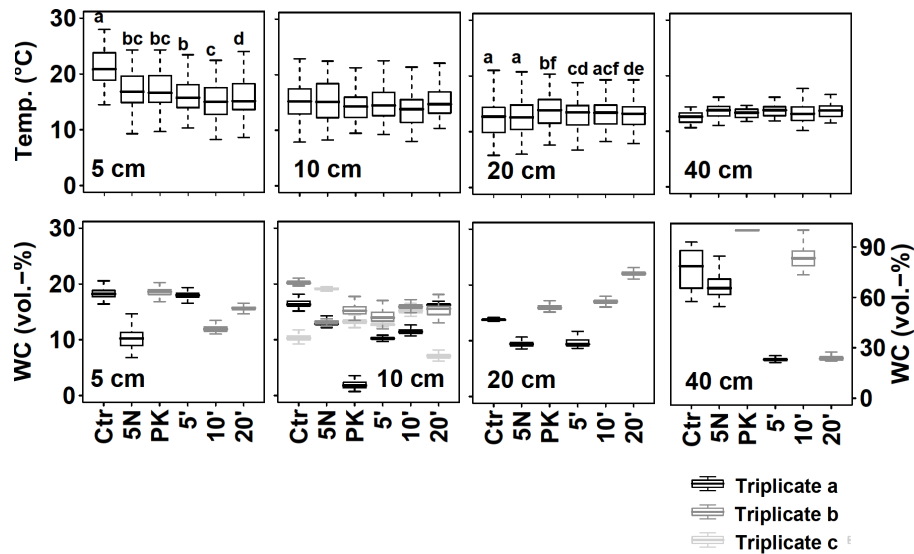 30
20
10
0
Temp. (°C)
a
bc
bc
b
c
d
5 cm
10 cm
a
a
bf
cd
acf
de
20 cm
40 cm
30
20
10
0
WC (vol.−%)
5 cm
10 cm
20 cm
40 cm
90
60
30
0
WC (vol.−%)
Ctr 5N PK 5' 10' 20'
Ctr 5N PK 5' 10' 20'
Ctr 5N PK 5' 10' 20'
Ctr 5N PK 5' 10' 20'
Triplicate a
Triplicate b
Triplicate c